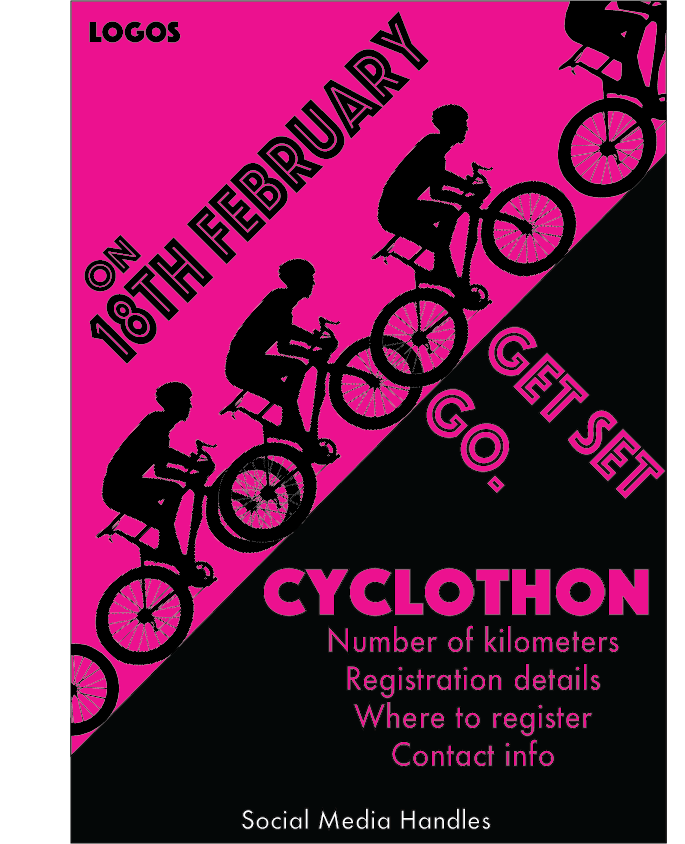 LOGOS
ON
18TH FEBRUARY
GET SET
GO.
CYCLOTHON
Number of kilometers
Registration details
Where to register
Contact info
Social Media Handles